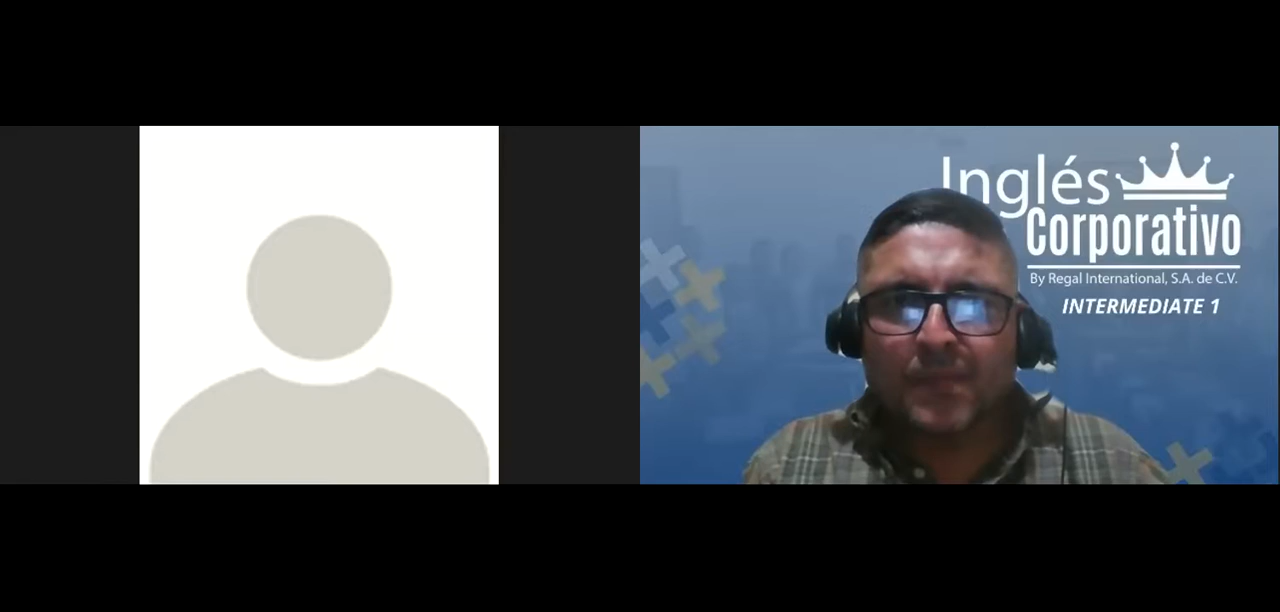 Inglés
Corporativo
By Regal International, S.A. de C.V.
INTERMEDIATE 1